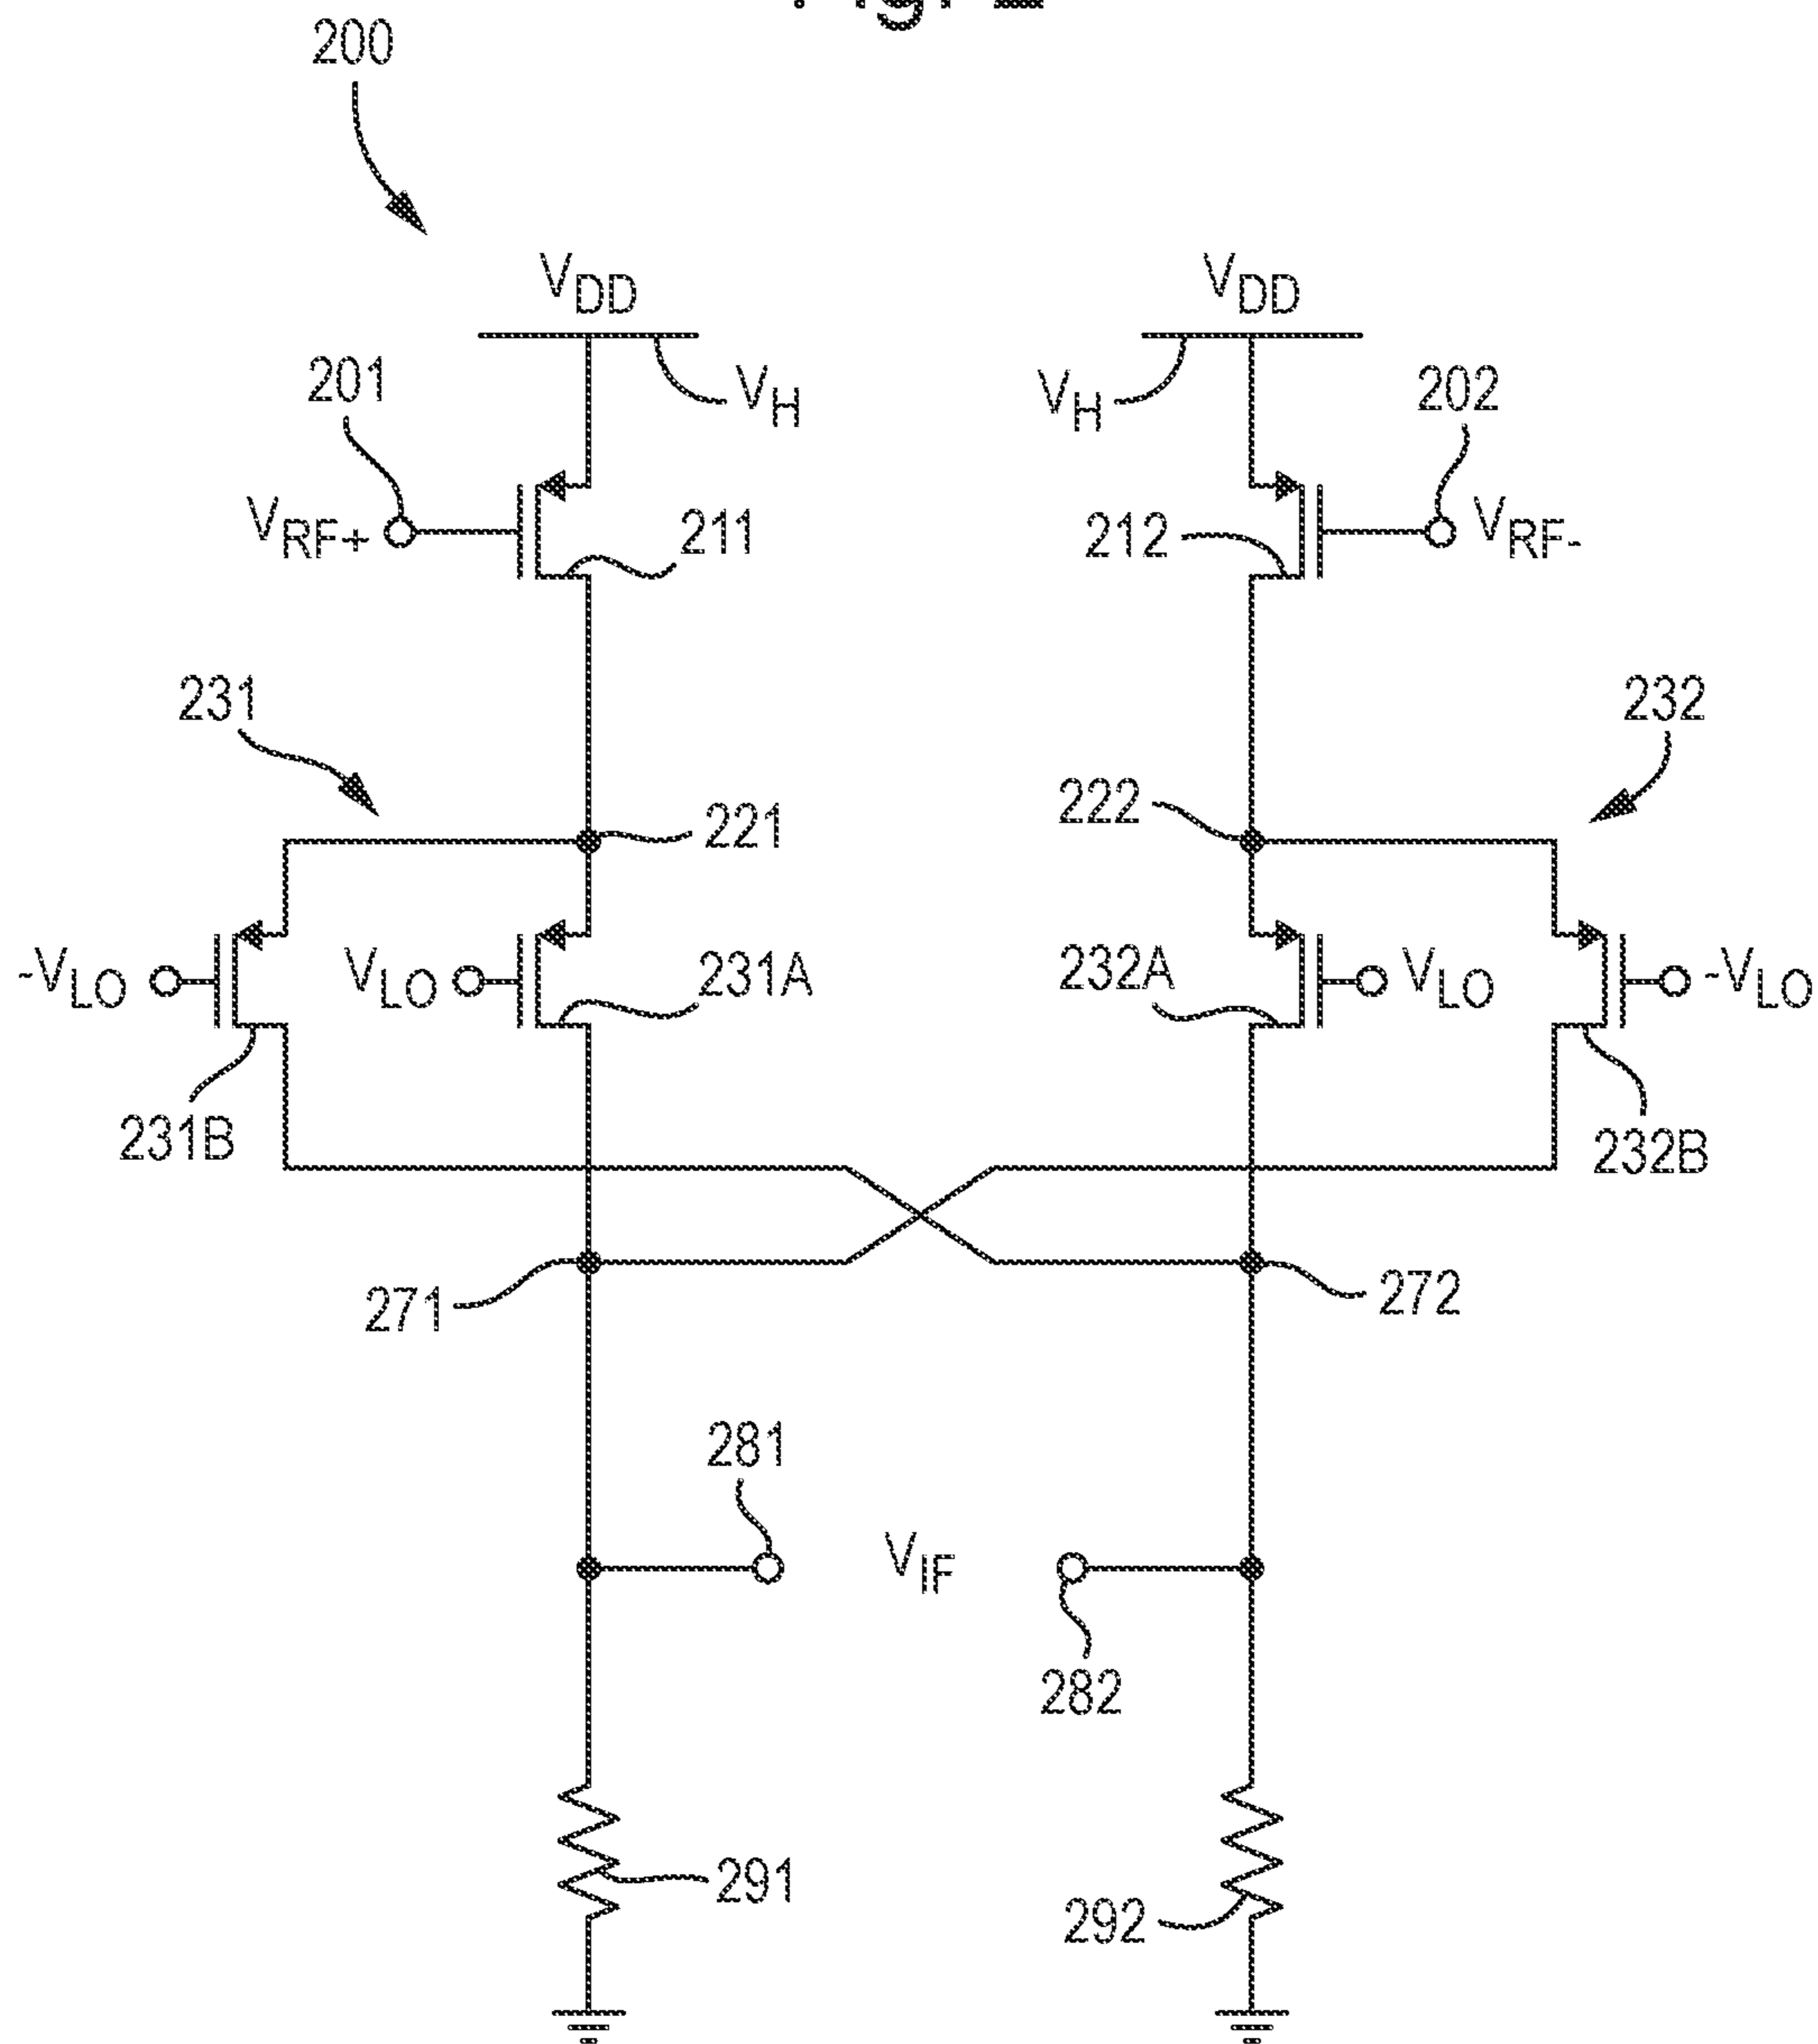 200
VDD VDD
201 VH VH 202
VRF+ 211 212 VRF-
231 232
221 222
-VLO VLO 231A 232A VLO -VLO
231B 232B
271 272
281
VIF
282
291 292